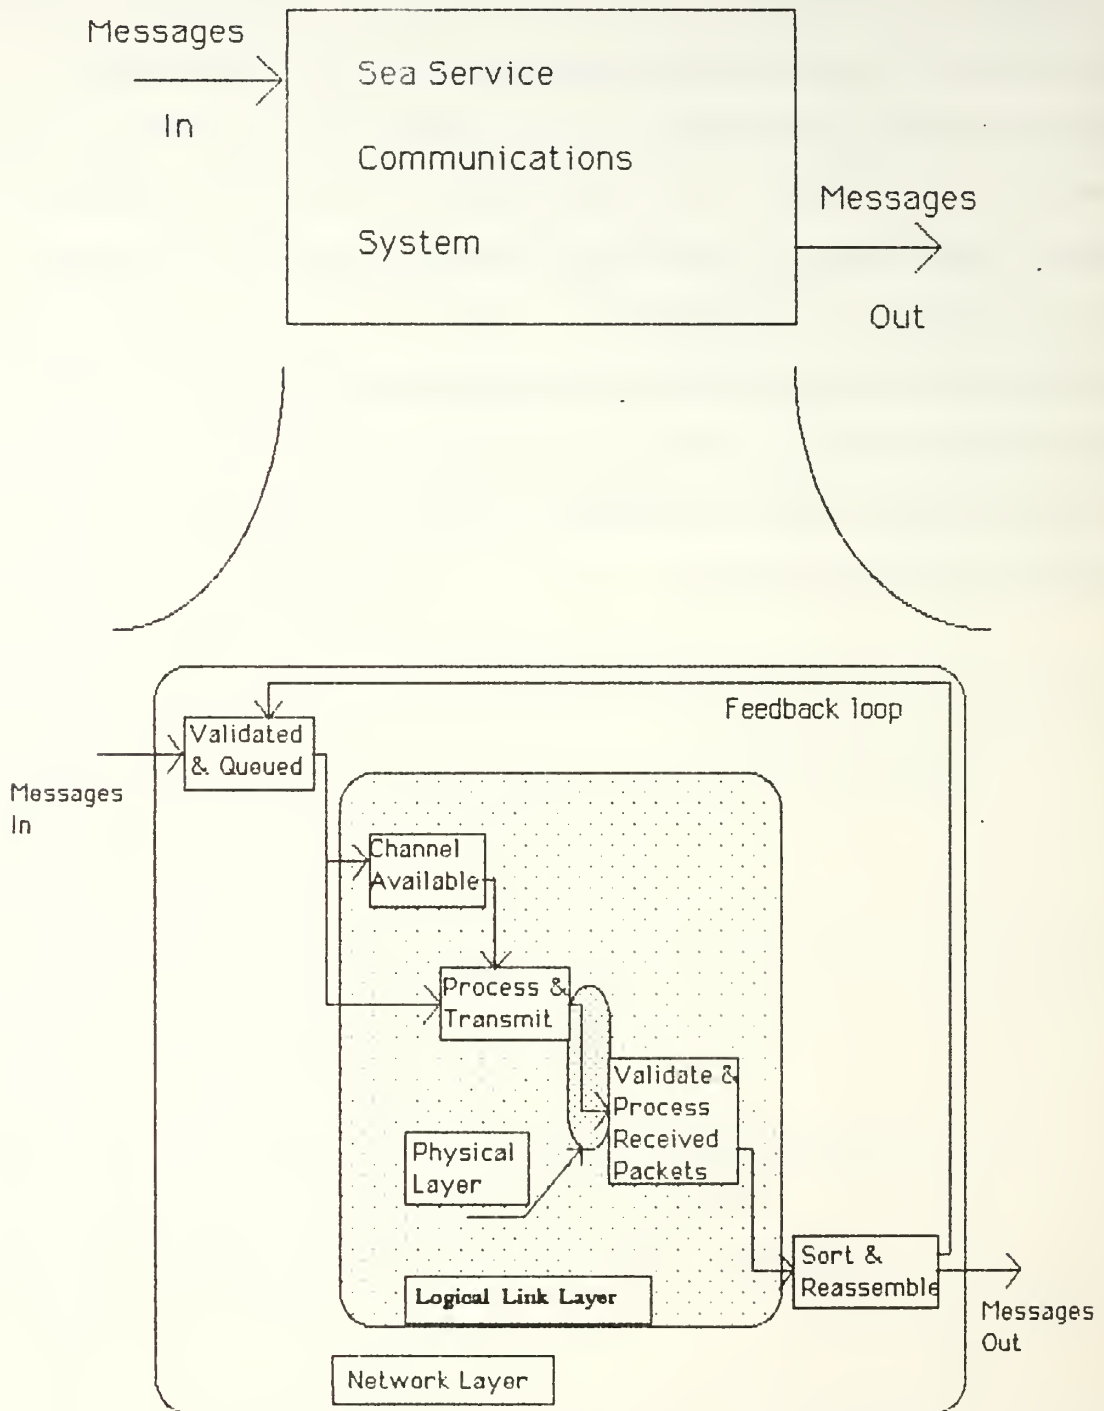 Messages
In
Sea Service
Communications
System
Messages
Out
Feedback loop
Validated
& Queued
Messages
In
Channel
Available
Process &
Transmit
Validate &
Process
Received
Packets
Physical
Layer
Sort &
Reassemble
Logical Link Layer
Messages
Out
Network Layer